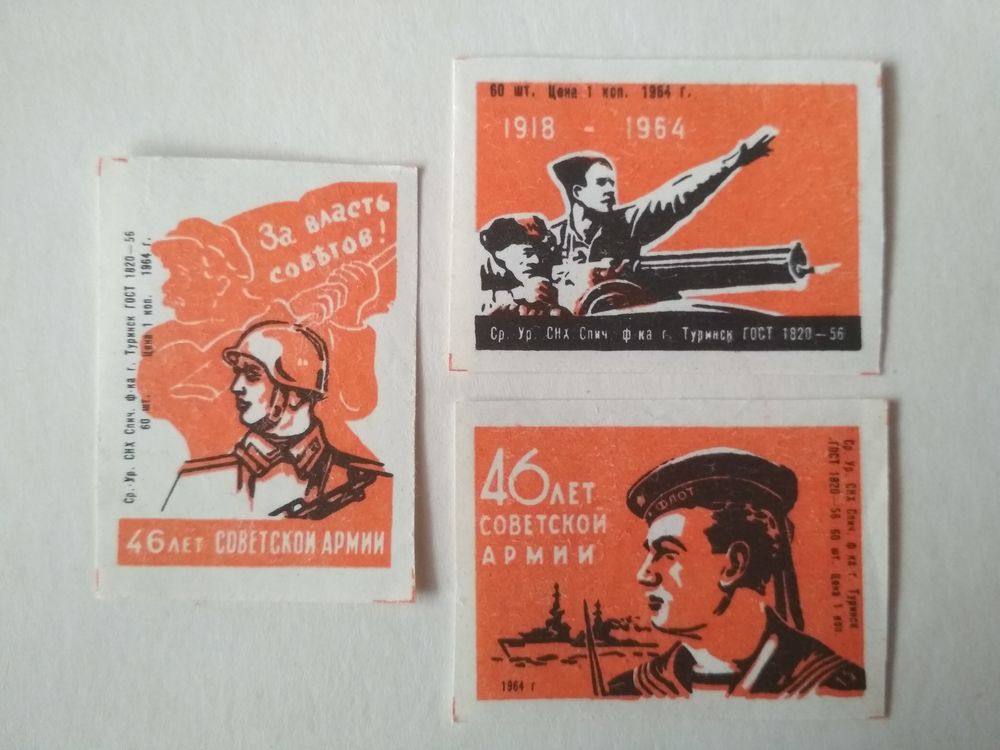 За власть
совѣтов!
Ср. Ур. СНХ Спич. ф-ка г. Туринск ГОСТ 1820—56
60 шт. Цена 1 коп. 1964 г.
46 ЛЕТ СОВЕТСКОЙ АРМИИ
60 шт. Цена 1 коп. 1964 г.
1918 - 1964
Ср. Ур. СНХ Спич. ф-ка г. Туринск ГОСТ 1820—56
46 ЛЕТ
СОВЕТСКОЙ
АРМИИ
ФЛОТ
Ср. Ур. СНХ Спич. ф-ка г. Туринск
ГОСТ 1820—56 60 шт. Цена 1 коп.
1964 г